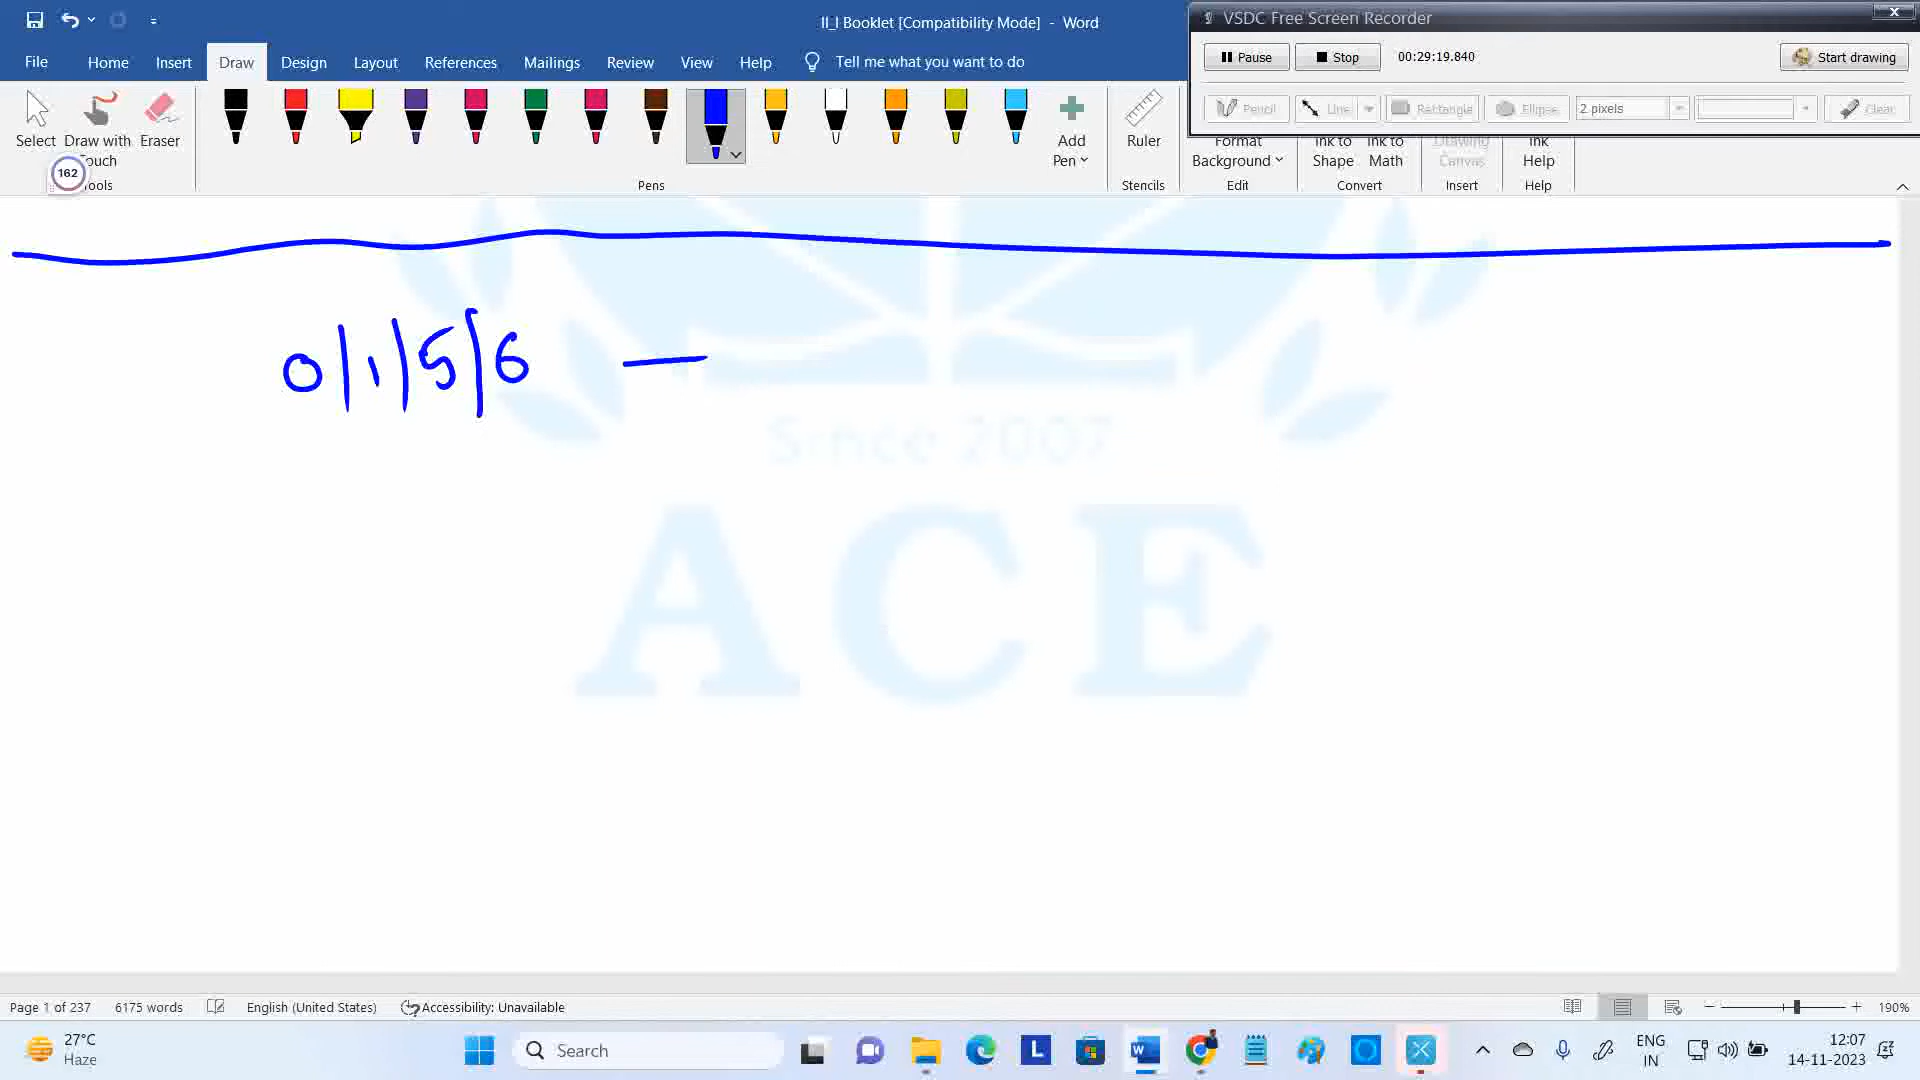 II_I Booklet [Compatibility Mode] - Word
VSDC Free Screen Recorder
Pause Stop 00:29:19.840 Start drawing
File Home Insert Draw Design Layout References Mailings Review View Help Tell me what you want to do
Pencil Line Rectangle Ellipse 2 pixels Clear
Select Draw with Touch Eraser Add Pen Ruler Format Background Ink to Shape Ink to Math Drawing Canvas Ink Help
162
Tools Pens Stencils Edit Convert Insert Help
0|1|5|6 —
Since 2007
ACE
Page 1 of 237 6175 words English (United States) Accessibility: Unavailable 190%
27°C
Haze
Search
ENG
IN
12:07
14-11-2023